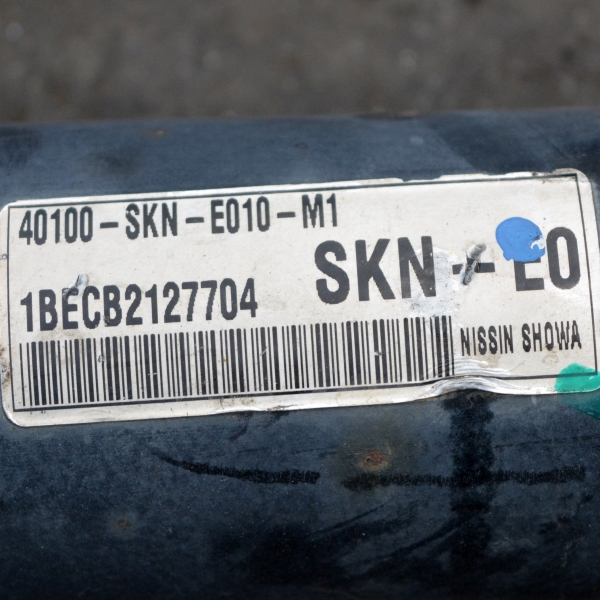 40100-SKN-E010-M1
SKN-E0
1BECB2127704
NISSIN SHOWA